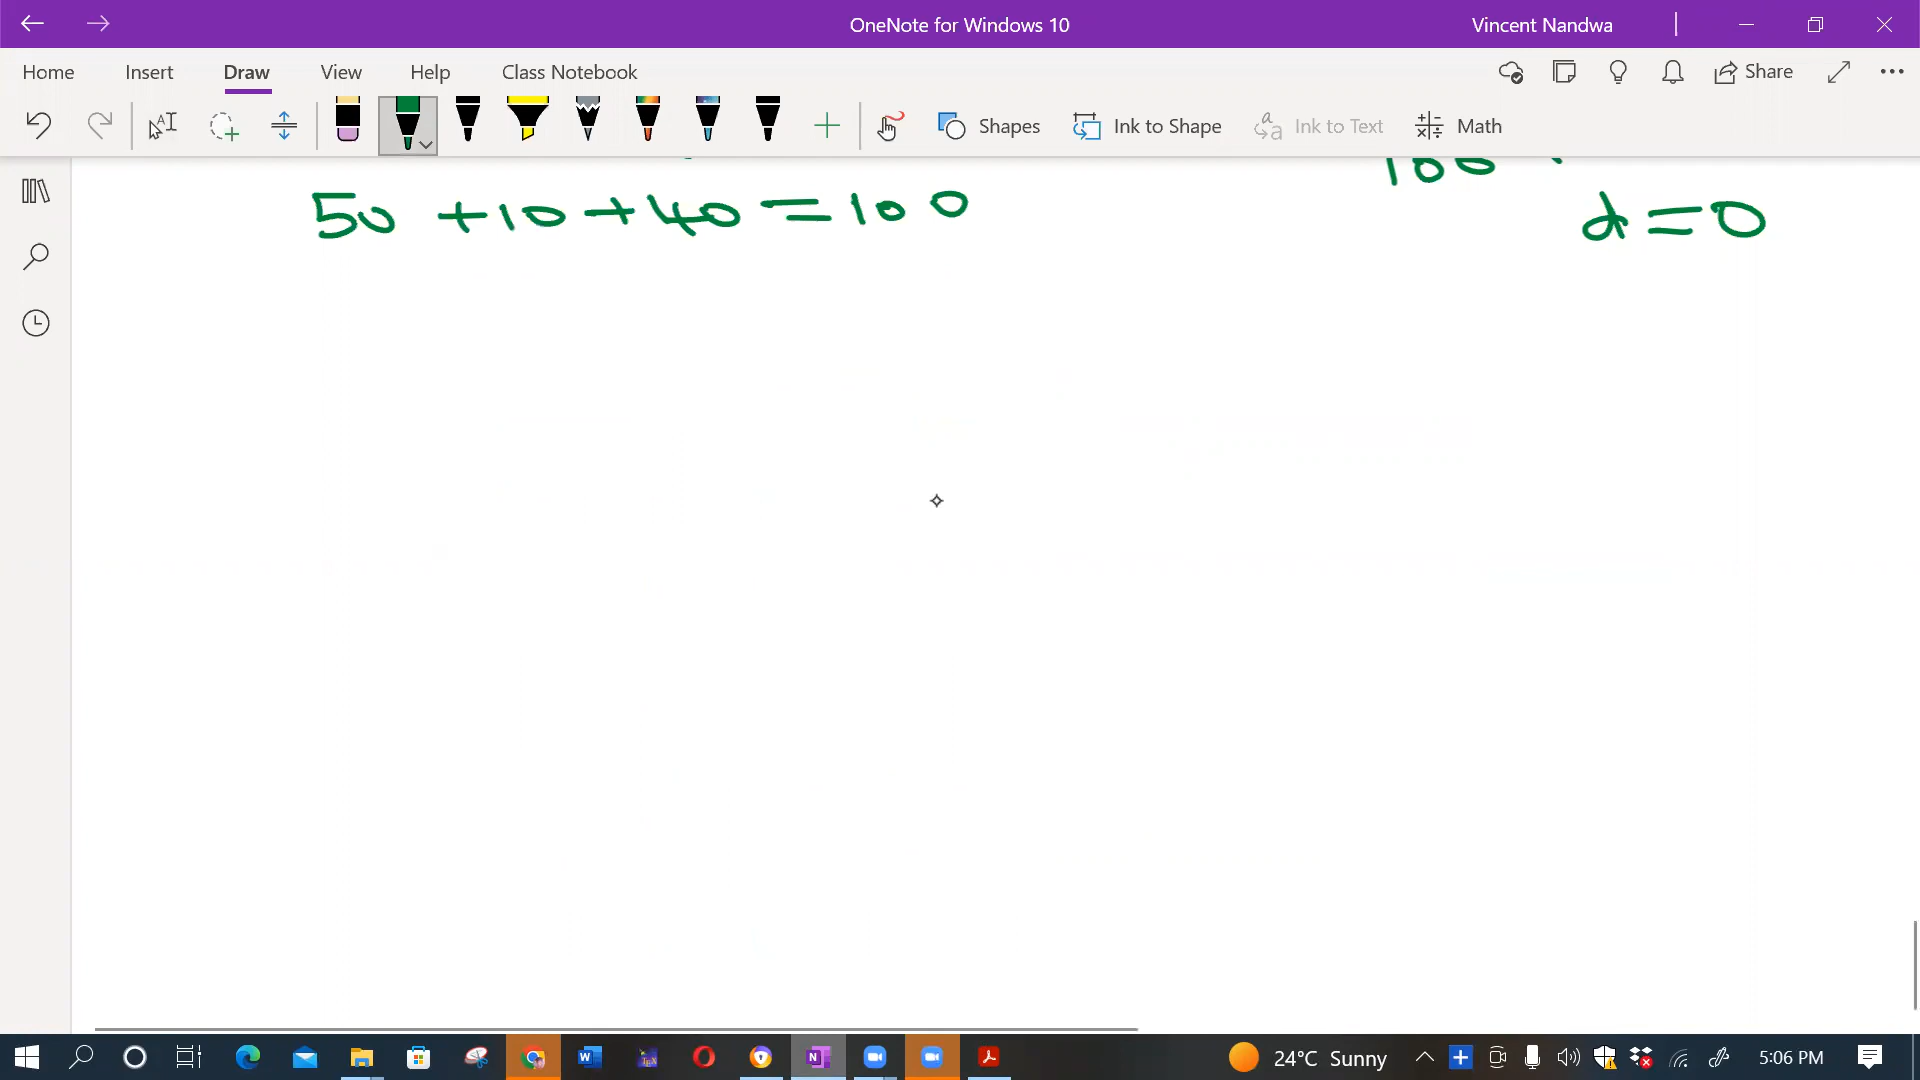 OneNote for Windows 10
Vincent Nandwa
Home Insert Draw View Help Class Notebook
Share
Shapes Ink to Shape Ink to Text Math
100
50 + 10 + 40 = 100
d = 0
24°C Sunny
5:06 PM